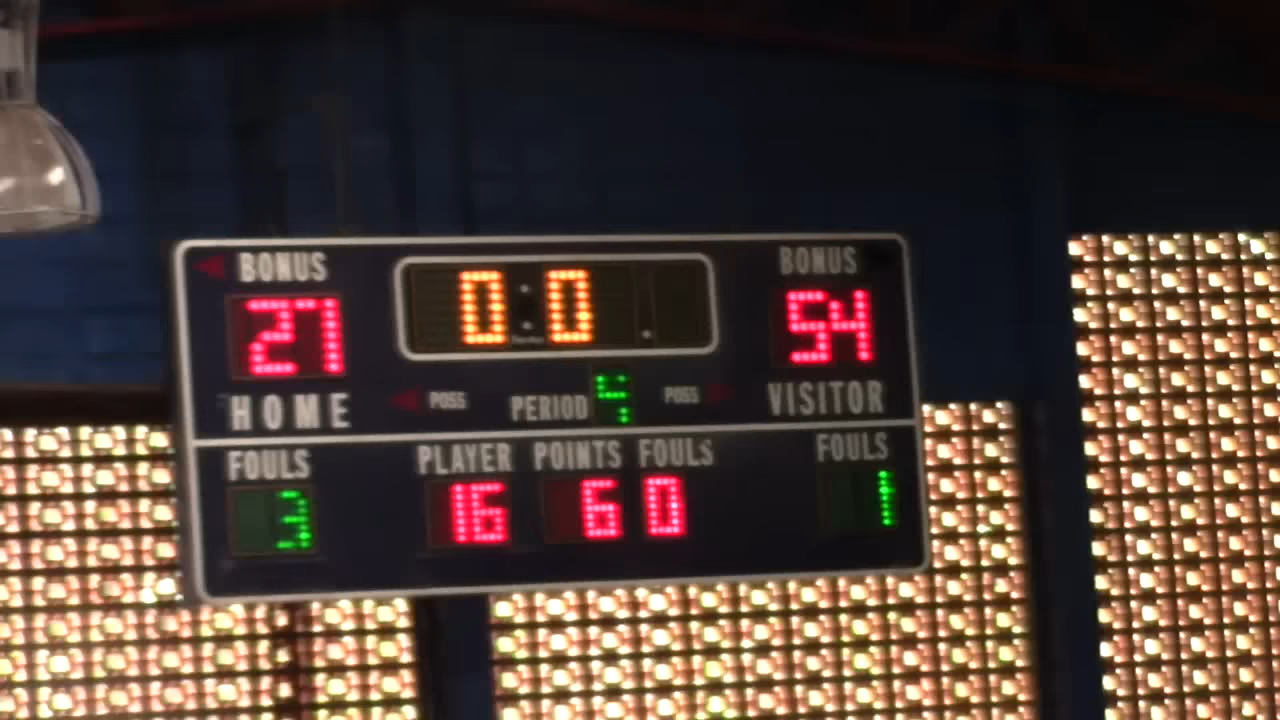 BONUS 0:0 BONUS
27 54
HOME POSS PERIOD 4 POSS VISITOR
FOULS PLAYER POINTS FOULS FOULS
3 16 6 0 1